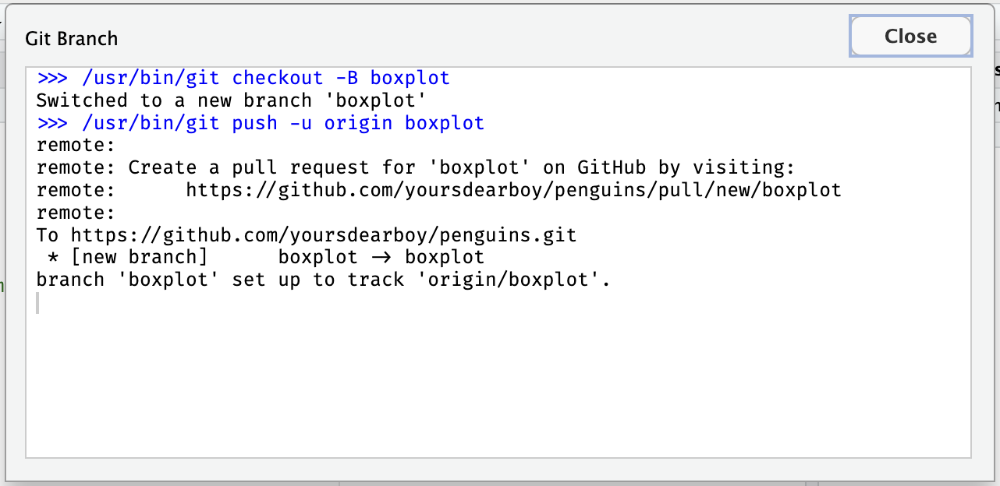 Git Branch
Close
>>> /usr/bin/git checkout -B boxplot
Switched to a new branch 'boxplot'
>>> /usr/bin/git push -u origin boxplot
remote:
remote: Create a pull request for 'boxplot' on GitHub by visiting:
remote:      https://github.com/yoursdearboy/penguins/pull/new/boxplot
remote:
To https://github.com/yoursdearboy/penguins.git
 * [new branch]      boxplot -> boxplot
branch 'boxplot' set up to track 'origin/boxplot'.